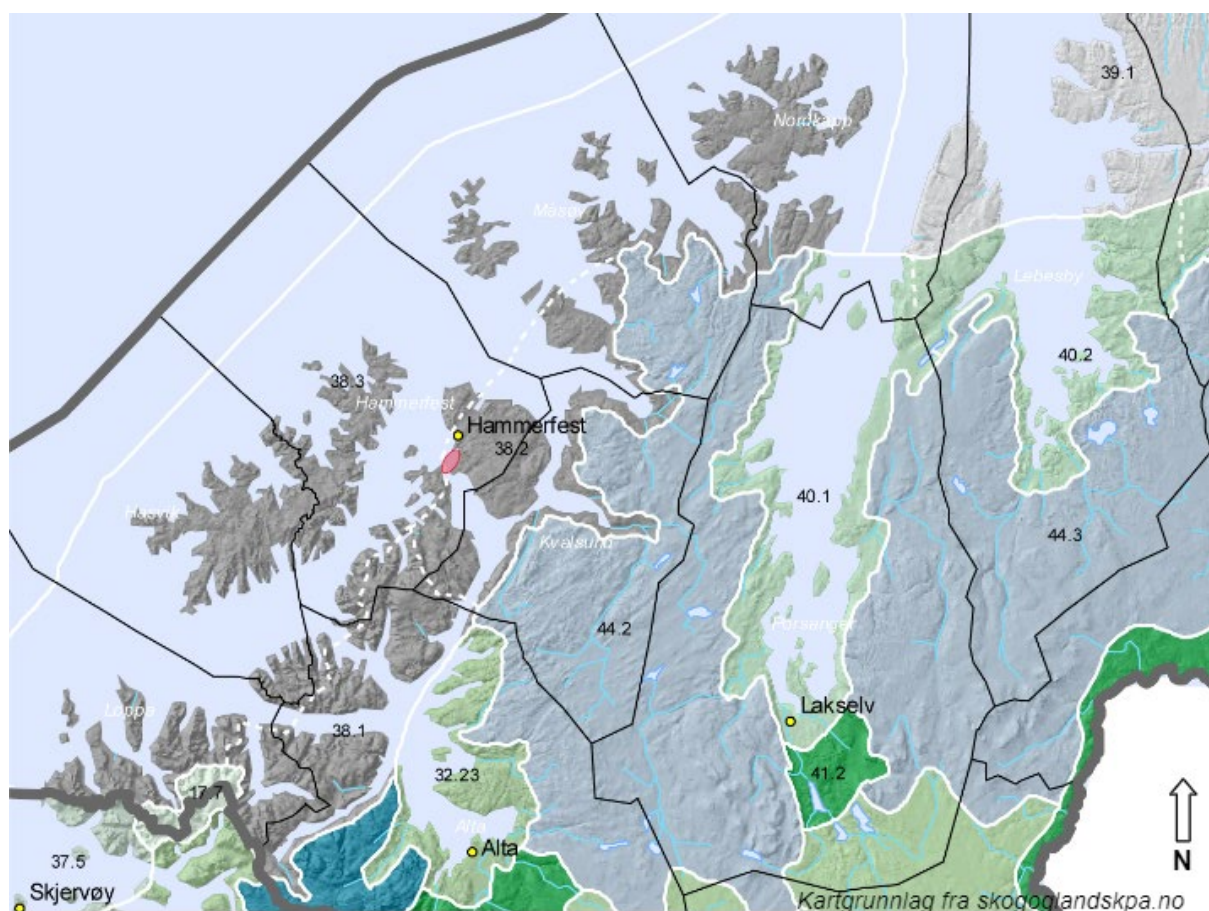 39.1
Nordkapp
Måsøy
Lebesby
40.2
38.3
Hammerfest
Hammerfest
38.2
40.1
Hasvik
Kvalsund
44.3
44.2
Porsanger
Loppa
Lakselv
38.1
32.23
41.2
17.7
Alta
Alta
37.5
Skjervøy
N
Kartgrunnlag fra skogoglandskpa.no